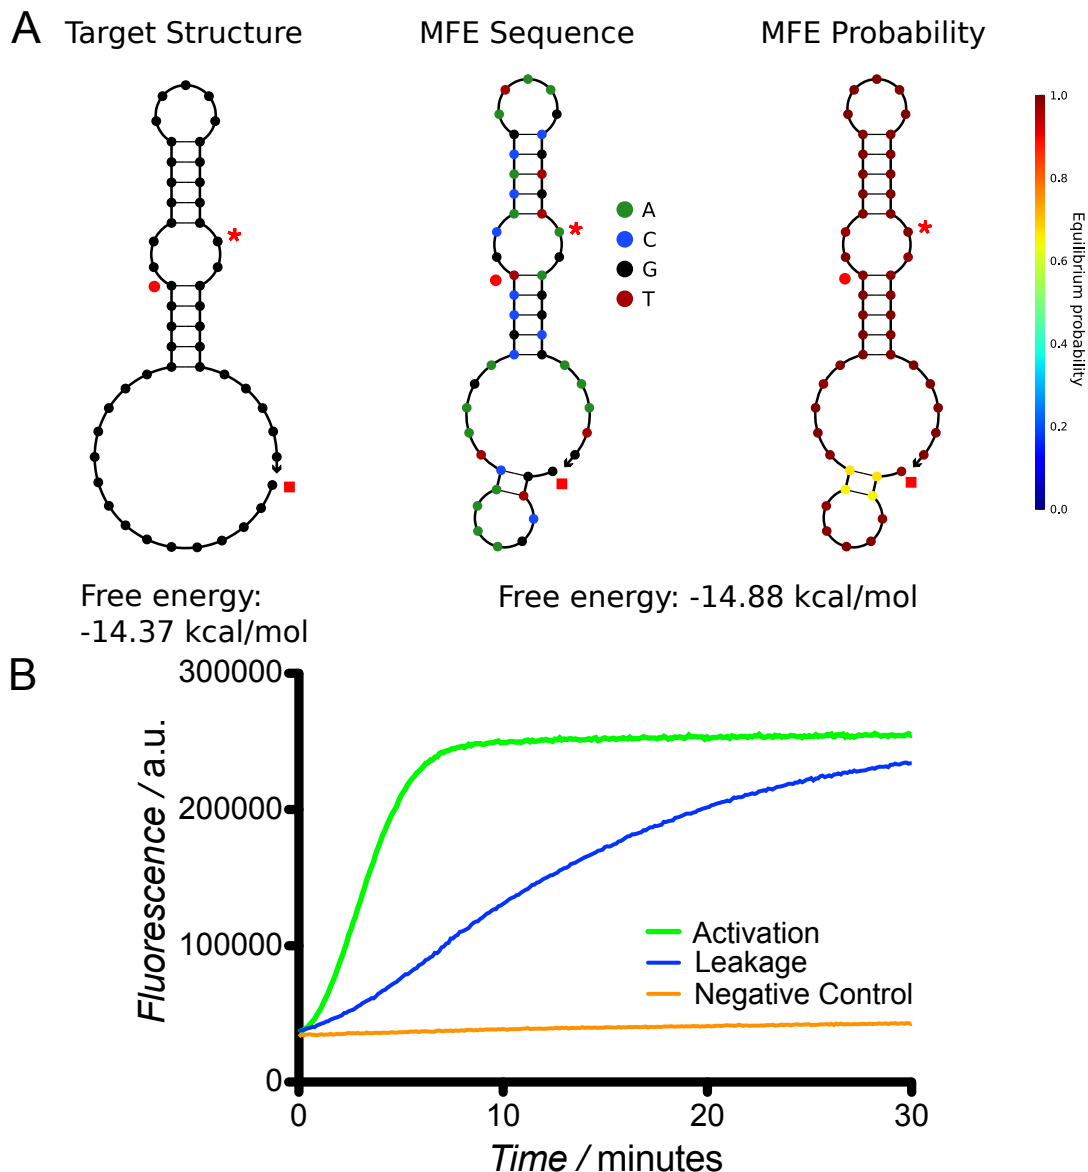 A
Target Structure
MFE Sequence
MFE Probability
*
*
*
A
C
G
T
1.0
0.8
0.6
0.4
0.2
0.0
Equilibrium probability
Free energy:
-14.37 kcal/mol
Free energy: -14.88 kcal/mol
B
300000
200000
100000
0
Fluorescence / a.u.
Activation
Leakage
Negative Control
0
10
20
30
Time / minutes